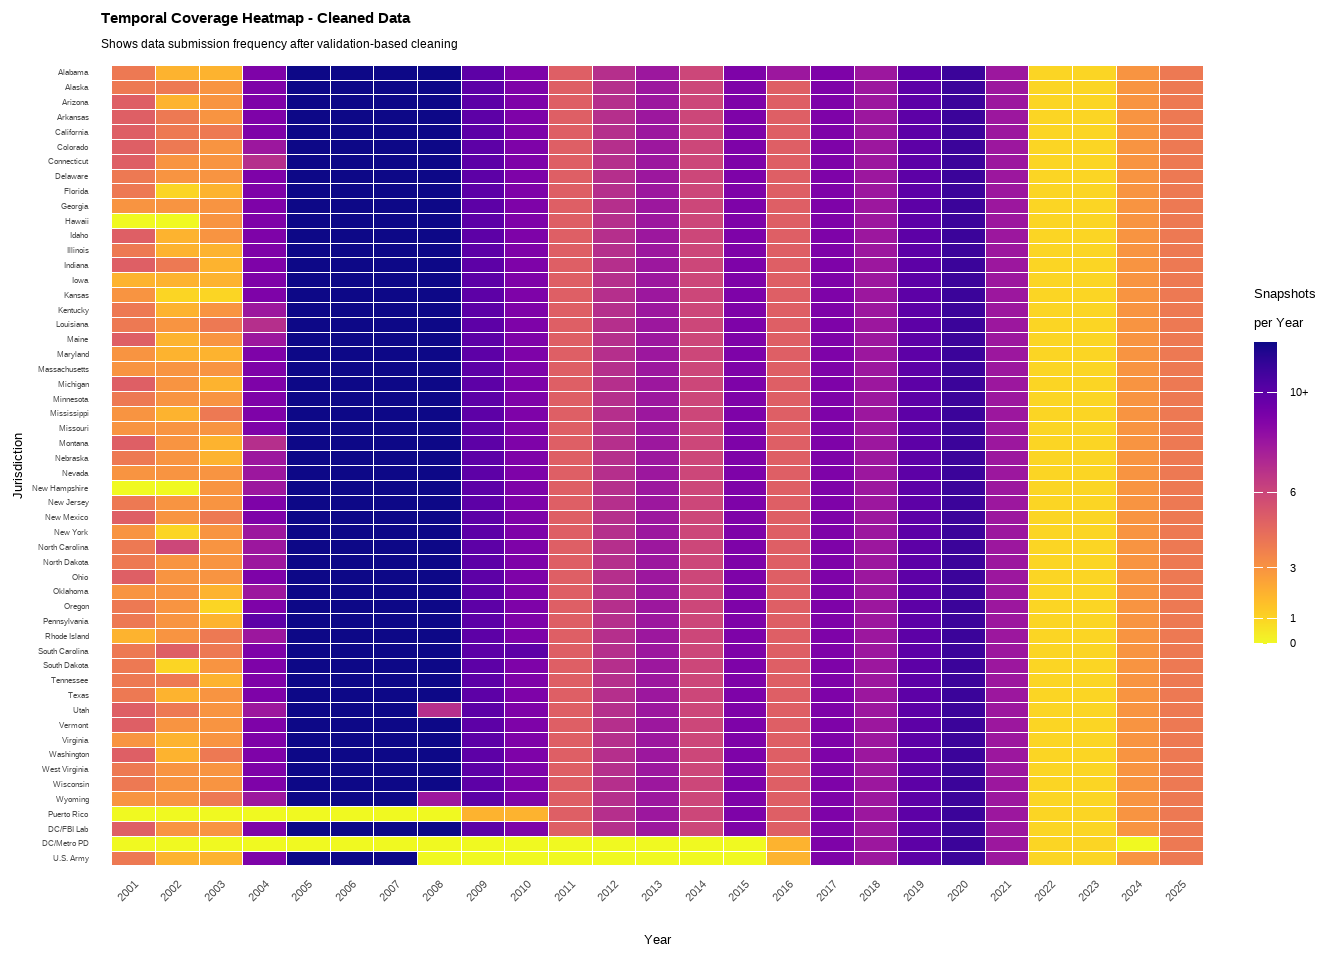 Temporal Coverage Heatmap - Cleaned Data
Shows data submission frequency after validation-based cleaning
Jurisdiction
Alabama
Alaska
Arizona
Arkansas
California
Colorado
Connecticut
Delaware
Florida
Georgia
Hawaii
Idaho
Illinois
Indiana
Iowa
Kansas
Kentucky
Louisiana
Maine
Maryland
Massachusetts
Michigan
Minnesota
Mississippi
Missouri
Montana
Nebraska
Nevada
New Hampshire
New Jersey
New Mexico
New York
North Carolina
North Dakota
Ohio
Oklahoma
Oregon
Pennsylvania
Rhode Island
South Carolina
South Dakota
Tennessee
Texas
Utah
Vermont
Virginia
Washington
West Virginia
Wisconsin
Wyoming
Puerto Rico
DC/FBI Lab
DC/Metro PD
U.S. Army
2001 2002 2003 2004 2005 2006 2007 2008 2009 2010 2011 2012 2013 2014 2015 2016 2017 2018 2019 2020 2021 2022 2023 2024 2025
Year
Snapshots
per Year
10+
6
3
1
0